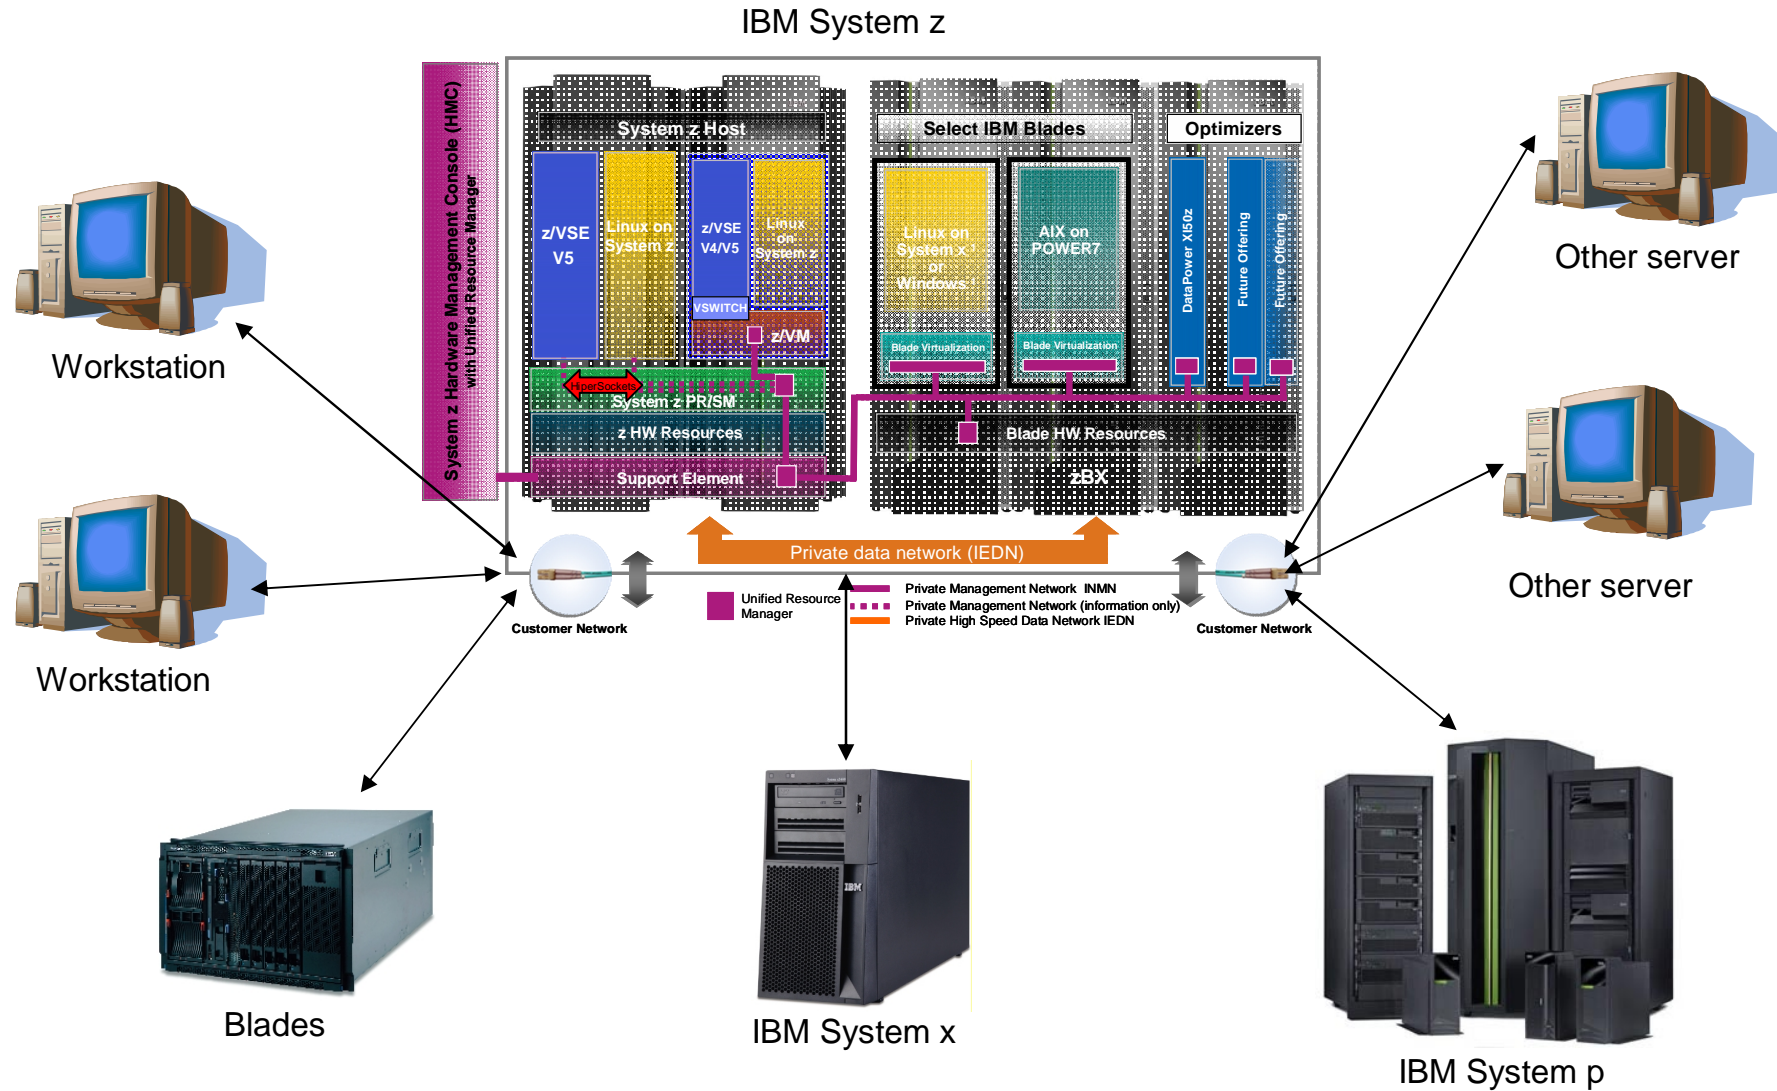 IBM System z
System z Hardware Management Console (HMC)
with Unified Resource Manager
System z Host
Select IBM Blades
Optimizers
z/VSE
V5
Linux on
System z
z/VSE
V4/V5
Linux
on
System z
VSWITCH
z/VM
HiperSockets
System z PR/SM
z HW Resources
Support Element
Linux on
System x
or
Windows
AIX on
POWER7
Blade Virtualization
Blade Virtualization
DataPower XI50z
Future Offering
Future Offering
Blade HW Resources
zBX
Private data network (IEDN)
Customer Network
Customer Network
Unified Resource
Manager
Private Management Network INMN
Private Management Network (information only)
Private High Speed Data Network IEDN
Workstation
Workstation
Other server
Other server
Blades
IBM
IBM System x
IBM System p